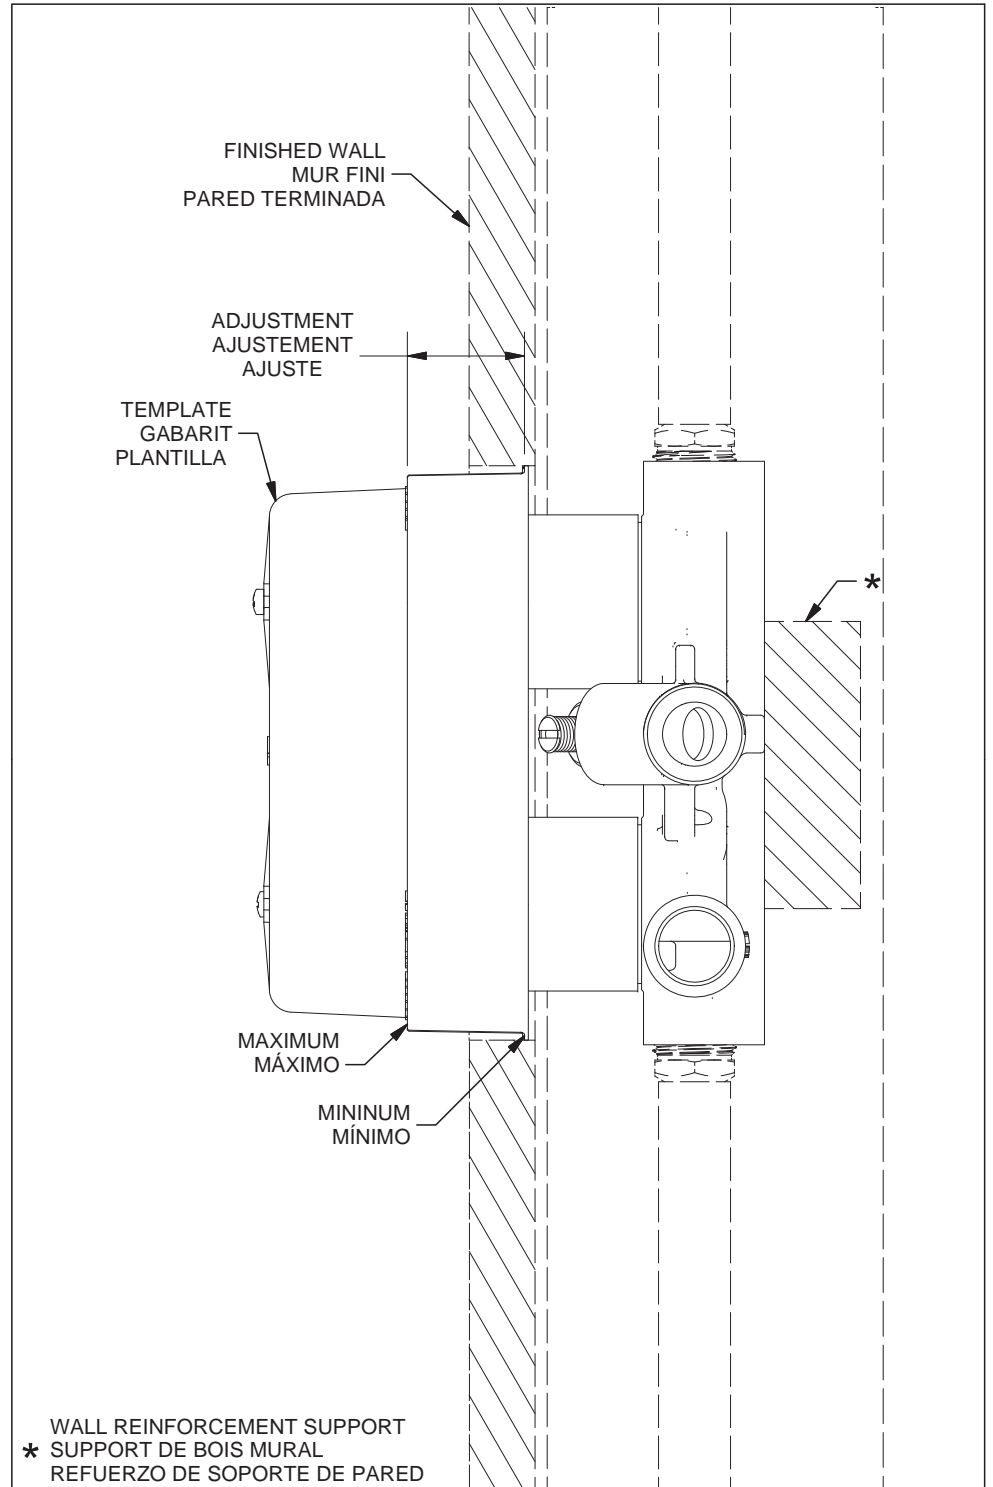 FINISHED WALL
MUR FINI
PARED TERMINADA
ADJUSTMENT
AJUSTEMENT
AJUSTE
TEMPLATE
GABARIT
PLANTILLA
*
MAXIMUM
MÁXIMO
MININUM
MÍNIMO
WALL REINFORCEMENT SUPPORT
* SUPPORT DE BOIS MURAL
REFUERZO DE SOPORTE DE PARED